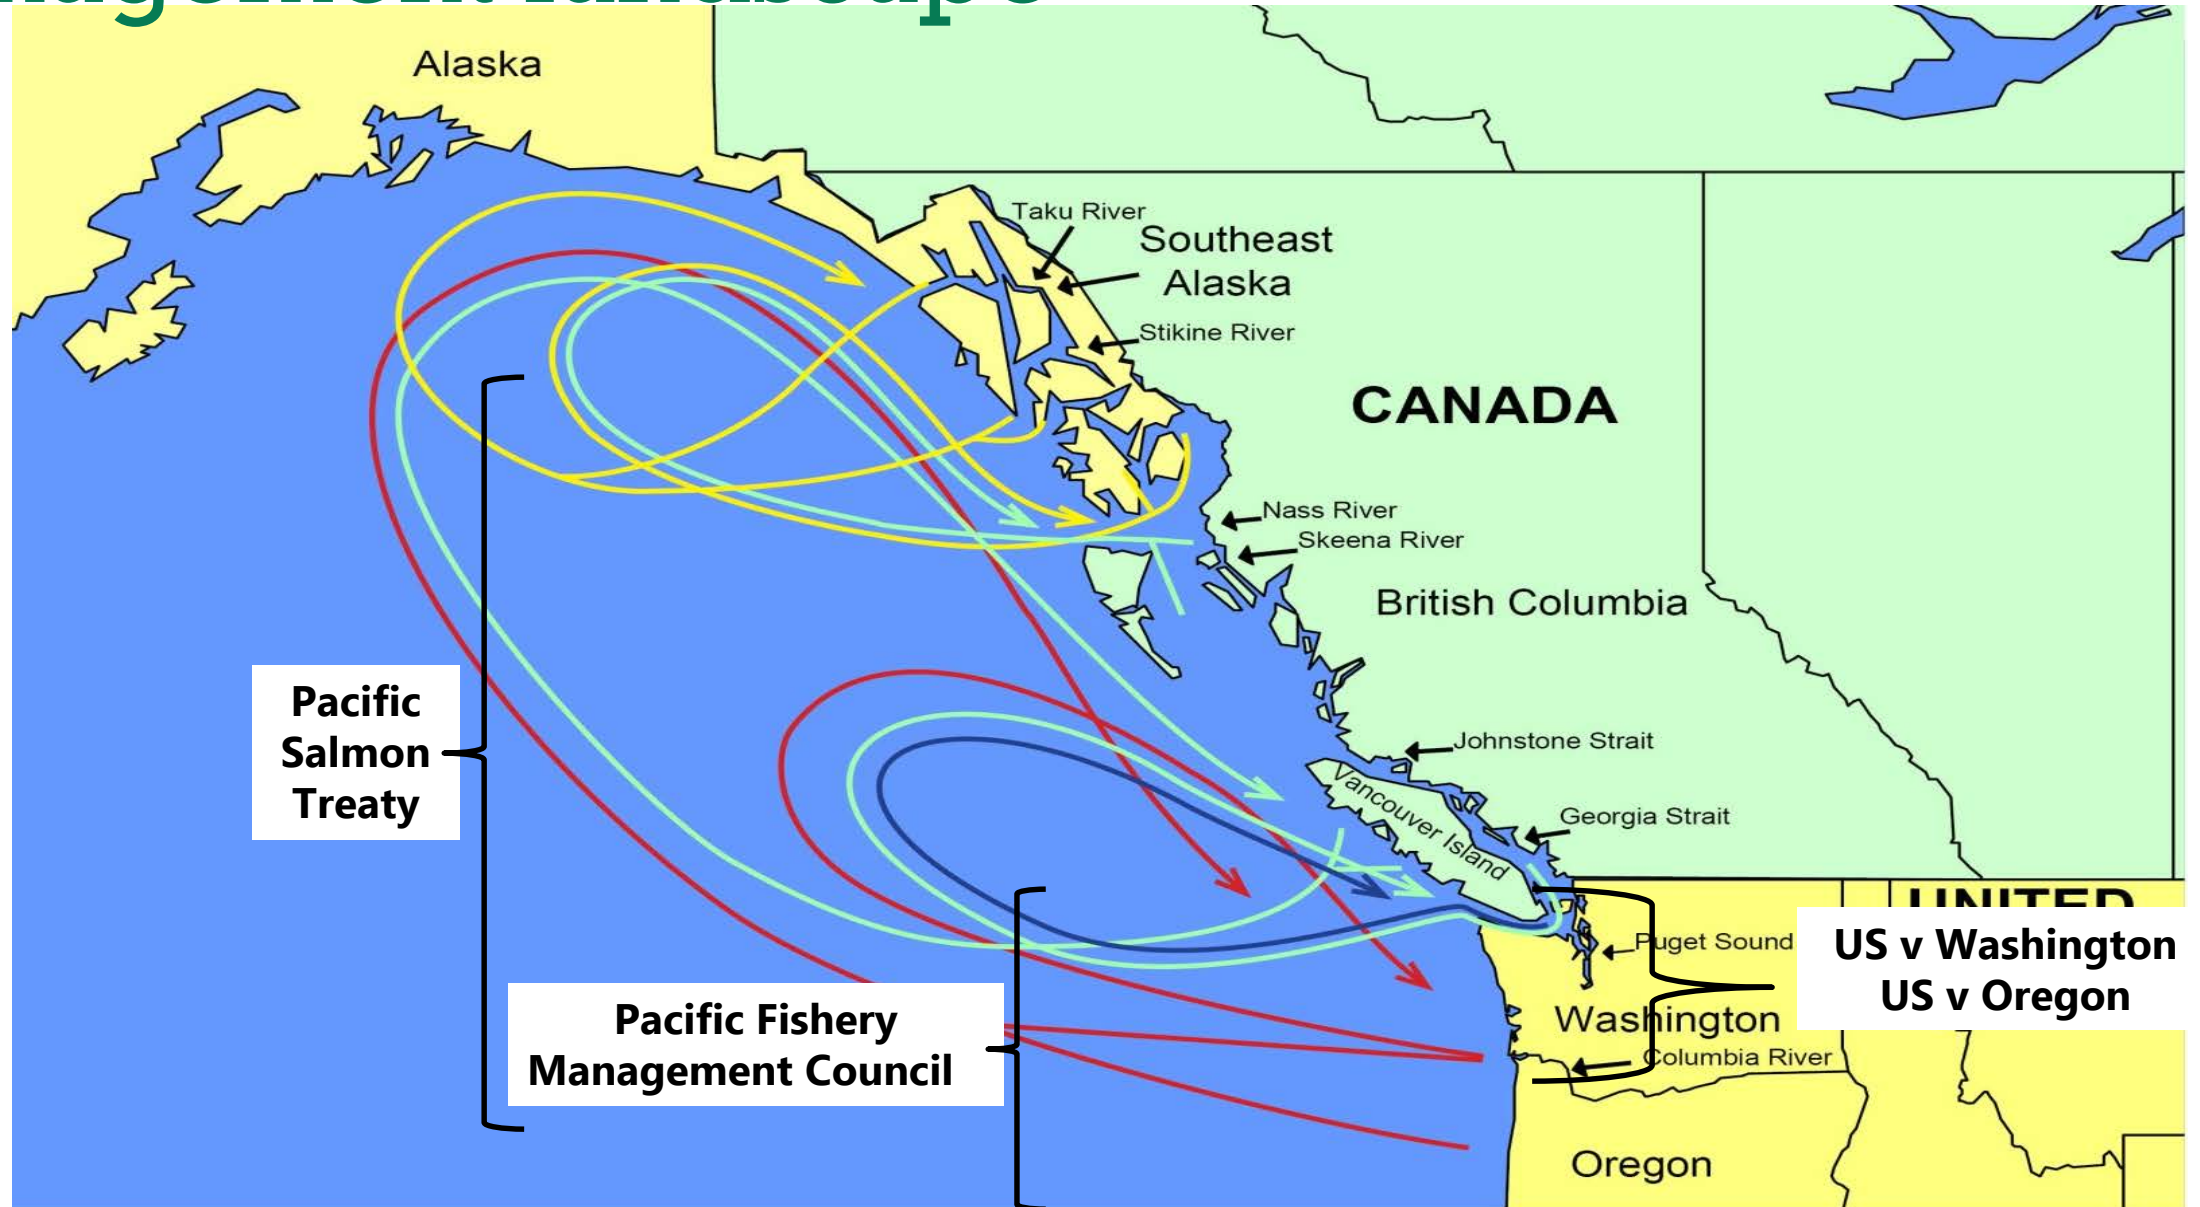 Alaska
Taku River
Southeast
Alaska
Stikine River
CANADA
Nass River
Skeena River
British Columbia
Pacific
Salmon
Treaty
Johnstone Strait
Vancouver Island
Georgia Strait
UNITED
Puget Sound
US v Washington
US v Oregon
Pacific Fishery
Management Council
Washington
Columbia River
Oregon